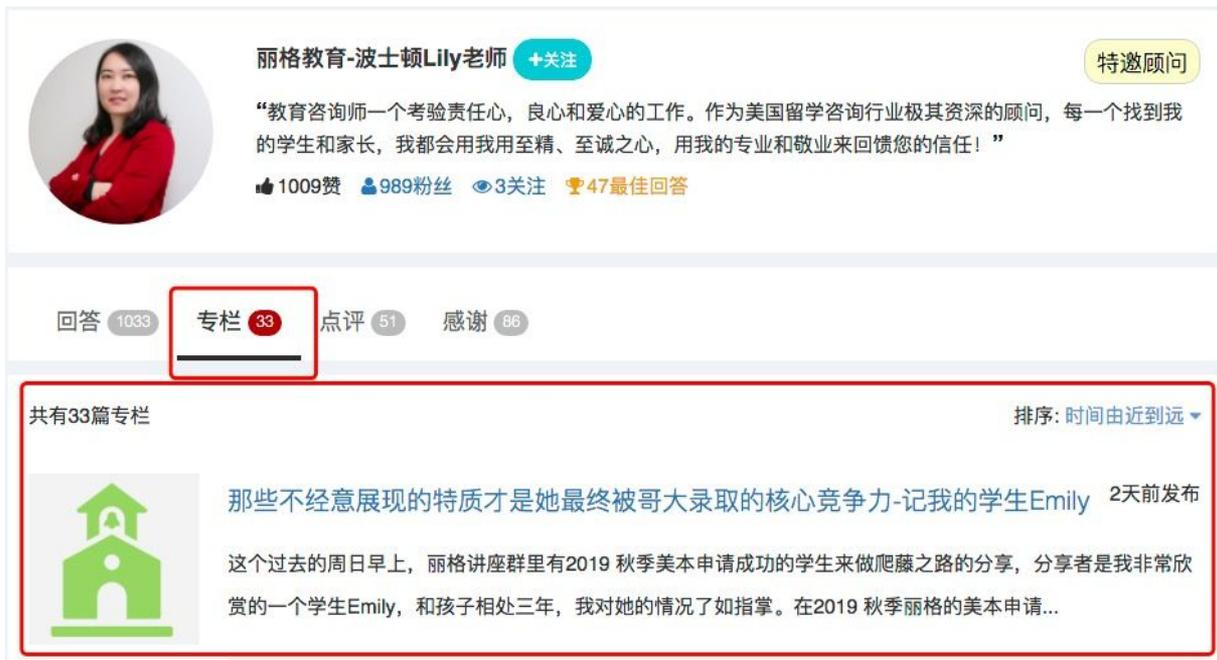 丽格教育-波士顿Lily老师 +关注 特邀顾问
“教育咨询师一个考验责任心，良心和爱心的工作。作为美国留学咨询行业极其资深的顾问，每一个找到我
的学生和家长，我都会用我用至精、至诚之心，用我的专业和敬业来回馈您的信任！”
1009赞 989粉丝 3关注 47最佳回答
回答 1033 专栏 33 点评 51 感谢 86
共有33篇专栏 排序: 时间由近到远
那些不经意展现的特质才是她最终被哥大录取的核心竞争力-记我的学生Emily 2天前发布
这个过去的周日早上，丽格讲座群里有2019 秋季美本申请成功的学生来做爬藤之路的分享，分享者是我非常欣
赏的一个学生Emily，和孩子相处三年，我对她的情况了如指掌。在2019 秋季丽格的美本申请...